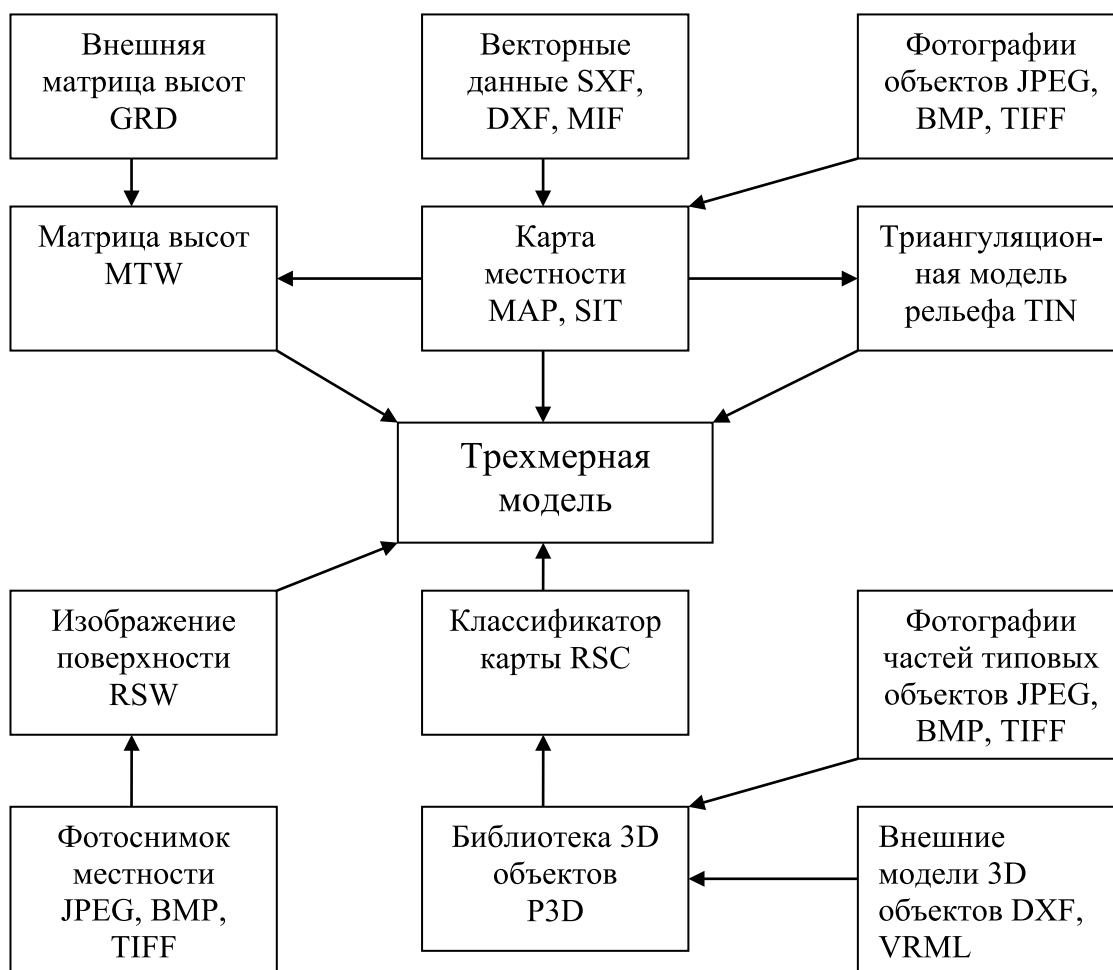 Внешняя
матрица высот
GRD
Векторные
данные SXF,
DXF, MIF
Фотографии
объектов JPEG,
BMP, TIFF
Матрица высот
MTW
Карта
местности
MAP, SIT
Триангуляцион-
ная модель
рельефа TIN
Трехмерная
модель
Изображение
поверхности
RSW
Классификатор
карты RSC
Фотографии
частей типовых
объектов JPEG,
BMP, TIFF
Фотоснимок
местности
JPEG, BMP,
TIFF
Библиотека 3D
объектов
P3D
Внешние
модели 3D
объектов DXF,
VRML